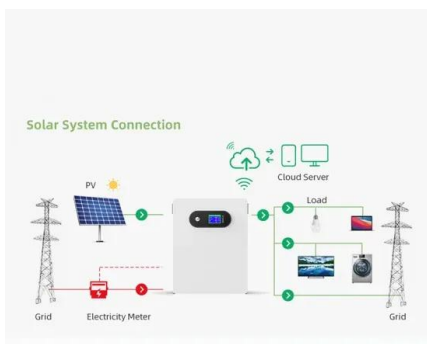 Solar System Connection
PV
Cloud Server
Load
Grid
Electricity Meter
Grid